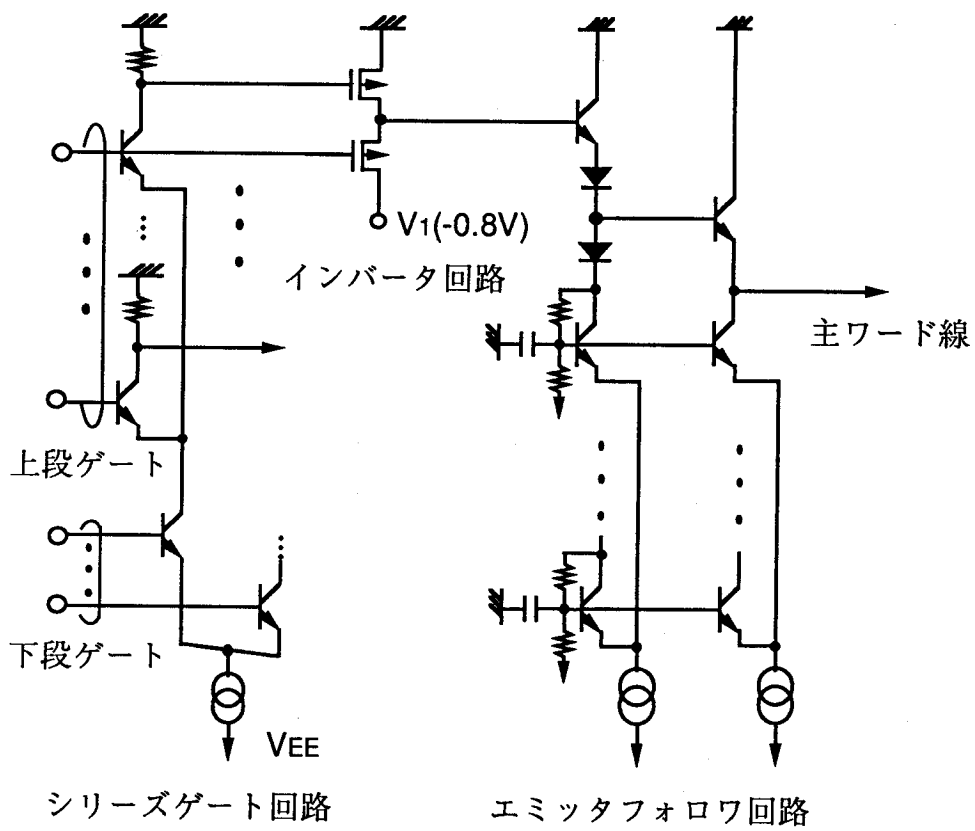 V1(-0.8V)
インバータ回路
主ワード線
上段ゲート
下段ゲート
VEE
シリーズゲート回路
エミッタフォロワ回路